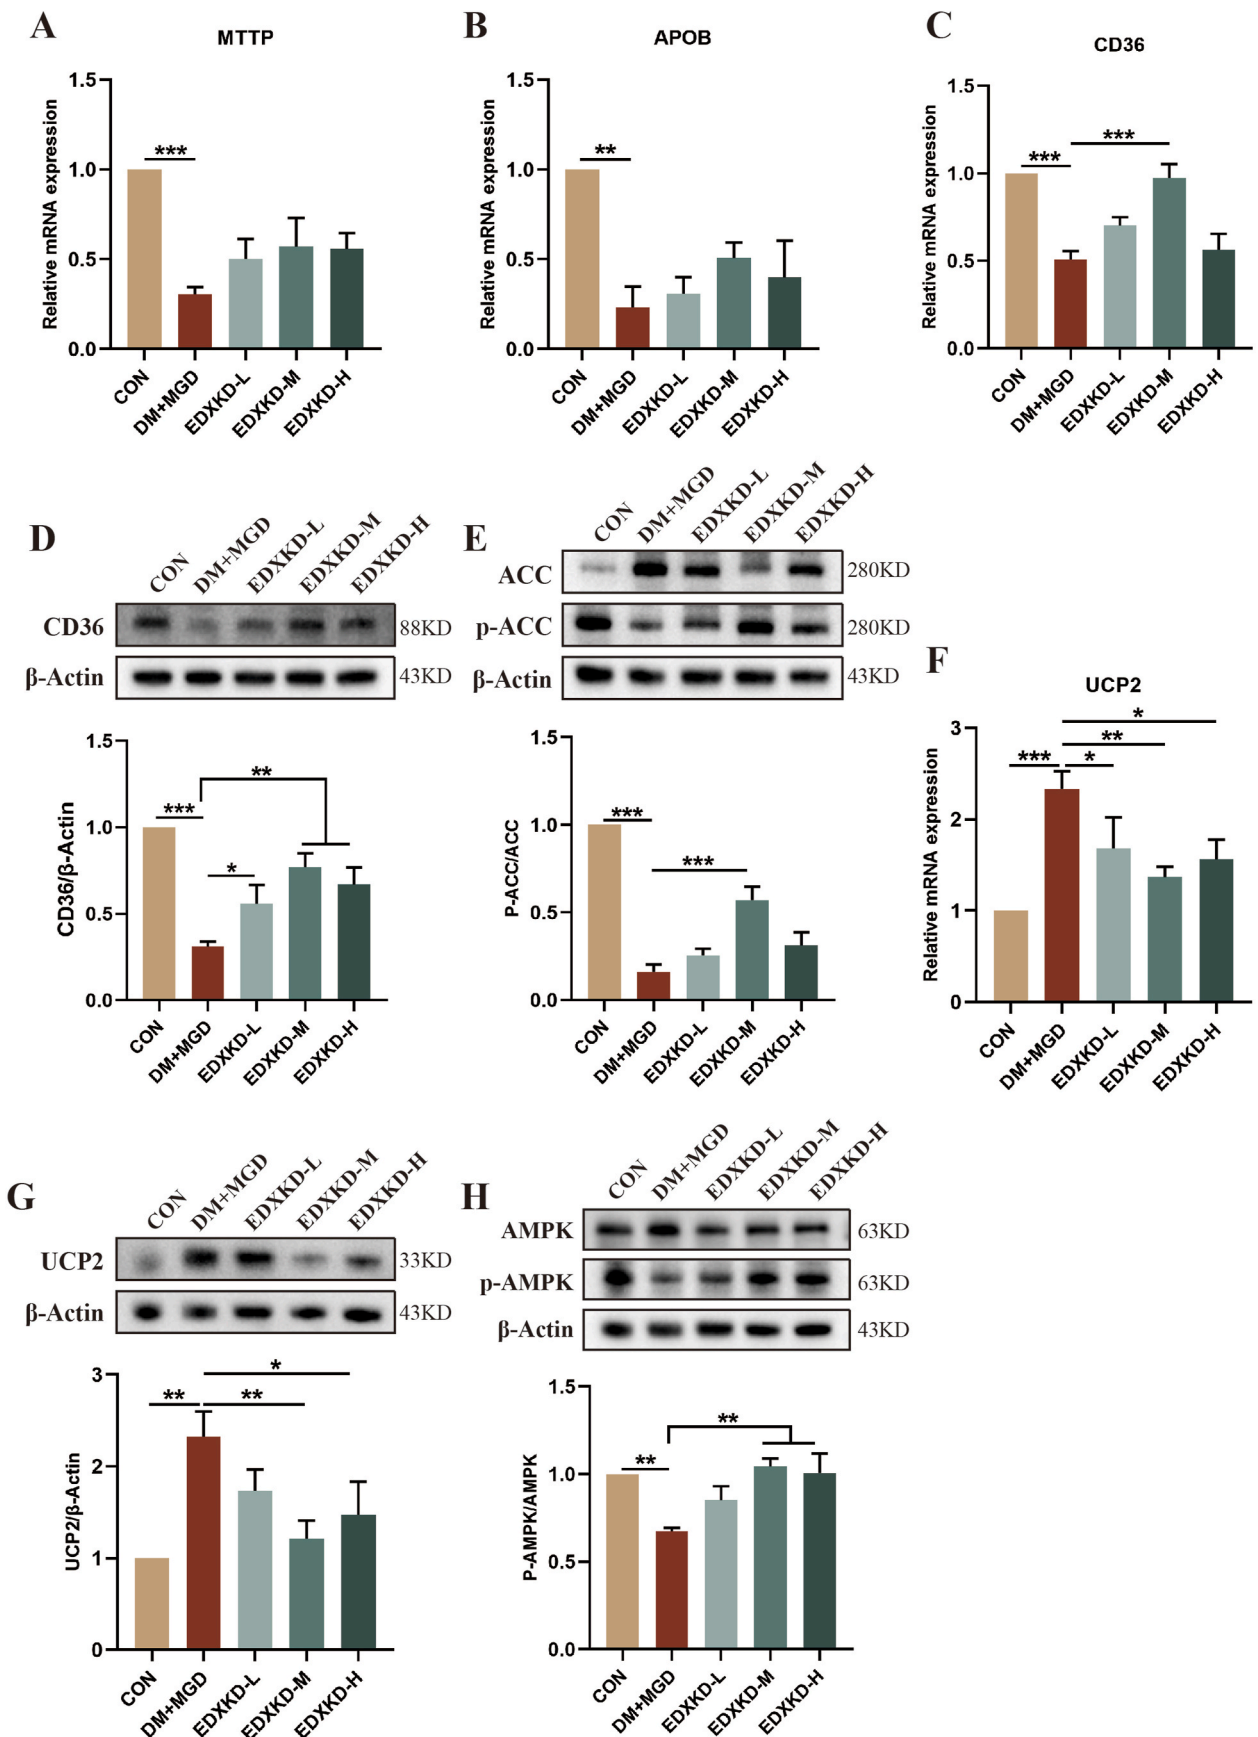 A
MTTP
Relative mRNA expression
1.5
1.0
0.5
0.0
***
CON
DM+MGD
EDXKD-L
EDXKD-M
EDXKD-H
B
APOB
Relative mRNA expression
1.5
1.0
0.5
0.0
**
CON
DM+MGD
EDXKD-L
EDXKD-M
EDXKD-H
C
CD36
Relative mRNA expression
1.5
1.0
0.5
0.0
***
***
CON
DM+MGD
EDXKD-L
EDXKD-M
EDXKD-H
D
CON
DM+MGD
EDXKD-L
EDXKD-M
EDXKD-H
CD36
88KD
β-Actin
43KD
CD36/β-Actin
1.5
1.0
0.5
0.0
***
*
**
CON
DM+MGD
EDXKD-L
EDXKD-M
EDXKD-H
E
CON
DM+MGD
EDXKD-L
EDXKD-M
EDXKD-H
ACC
280KD
p-ACC
280KD
β-Actin
43KD
P-ACC/ACC
1.5
1.0
0.5
0.0
***
***
CON
DM+MGD
EDXKD-L
EDXKD-M
EDXKD-H
F
UCP2
Relative mRNA expression
3
2
1
0
***
*
**
*
CON
DM+MGD
EDXKD-L
EDXKD-M
EDXKD-H
G
CON
DM+MGD
EDXKD-L
EDXKD-M
EDXKD-H
UCP2
33KD
β-Actin
43KD
UCP2/β-Actin
3
2
1
0
**
**
*
CON
DM+MGD
EDXKD-L
EDXKD-M
EDXKD-H
H
CON
DM+MGD
EDXKD-L
EDXKD-M
EDXKD-H
AMPK
63KD
p-AMPK
63KD
β-Actin
43KD
P-AMPK/AMPK
1.5
1.0
0.5
0.0
**
**
CON
DM+MGD
EDXKD-L
EDXKD-M
EDXKD-H